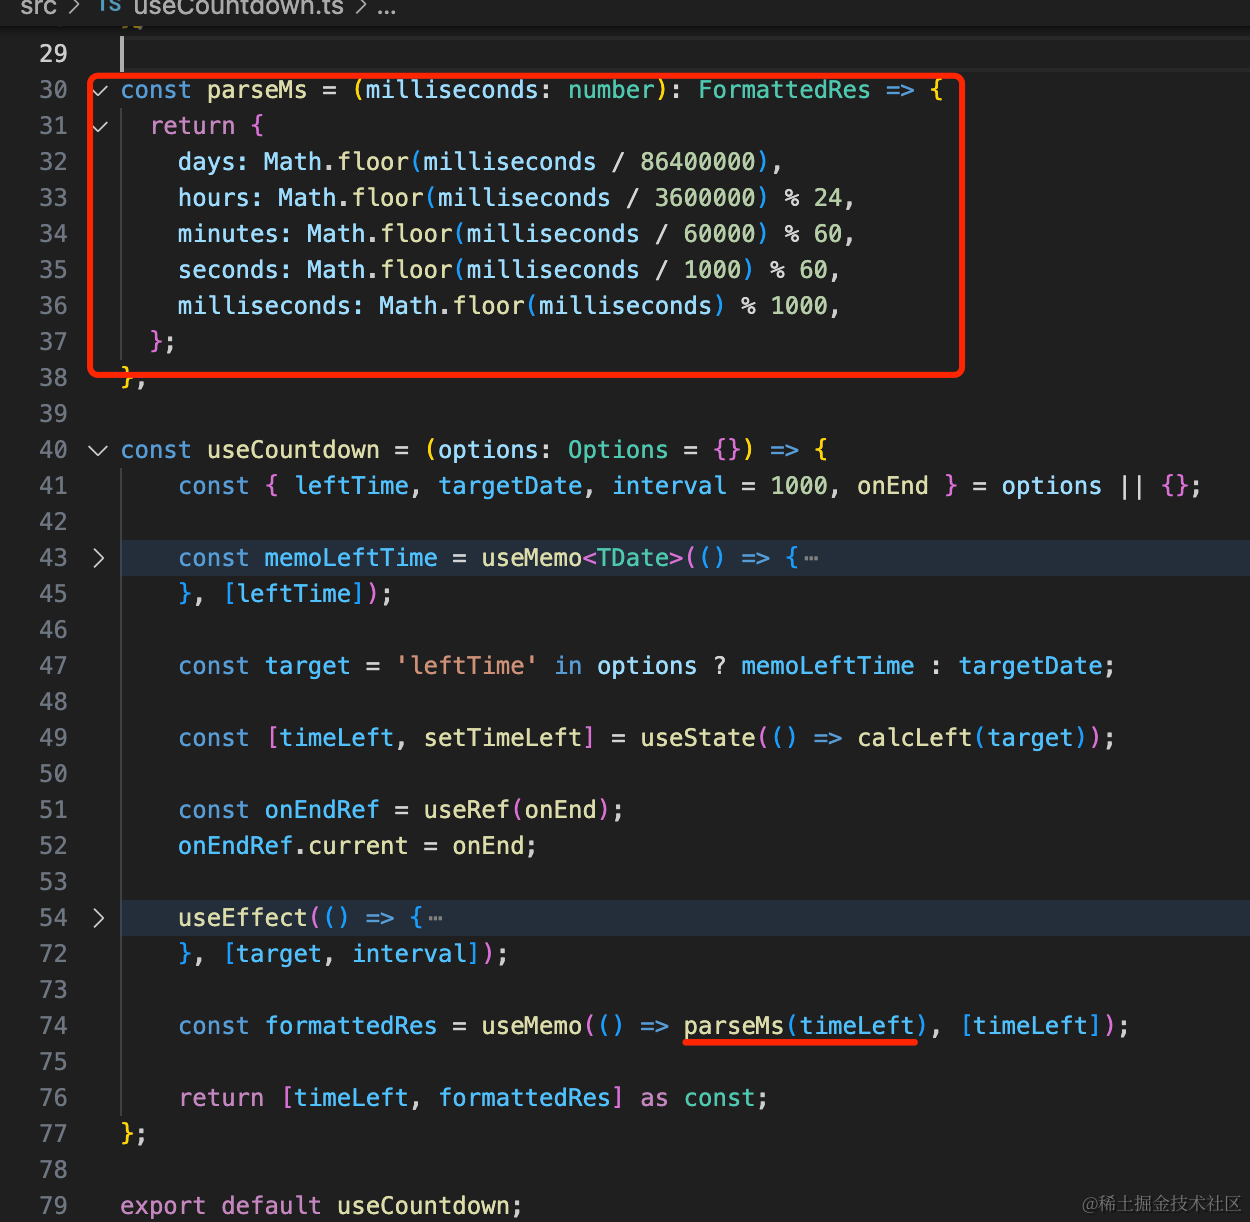 src > TS useCountdown.ts > ...
29
30 const parseMs = (milliseconds: number): FormattedRes => {
31 return {
32 days: Math.floor(milliseconds / 86400000),
33 hours: Math.floor(milliseconds / 3600000) % 24,
34 minutes: Math.floor(milliseconds / 60000) % 60,
35 seconds: Math.floor(milliseconds / 1000) % 60,
36 milliseconds: Math.floor(milliseconds) % 1000,
37 };
38 };
39
40 const useCountdown = (options: Options = {}) => {
41 const { leftTime, targetDate, interval = 1000, onEnd } = options || {};
42
43 const memoLeftTime = useMemo<TDate>(() => {⋯
45 }, [leftTime]);
46
47 const target = 'leftTime' in options ? memoLeftTime : targetDate;
48
49 const [timeLeft, setTimeLeft] = useState(() => calcLeft(target));
50
51 const onEndRef = useRef(onEnd);
52 onEndRef.current = onEnd;
53
54 useEffect(() => {⋯
72 }, [target, interval]);
73
74 const formattedRes = useMemo(() => parseMs(timeLeft), [timeLeft]);
75
76 return [timeLeft, formattedRes] as const;
77 };
78
79 export default useCountdown;
@稀土掘金技术社区